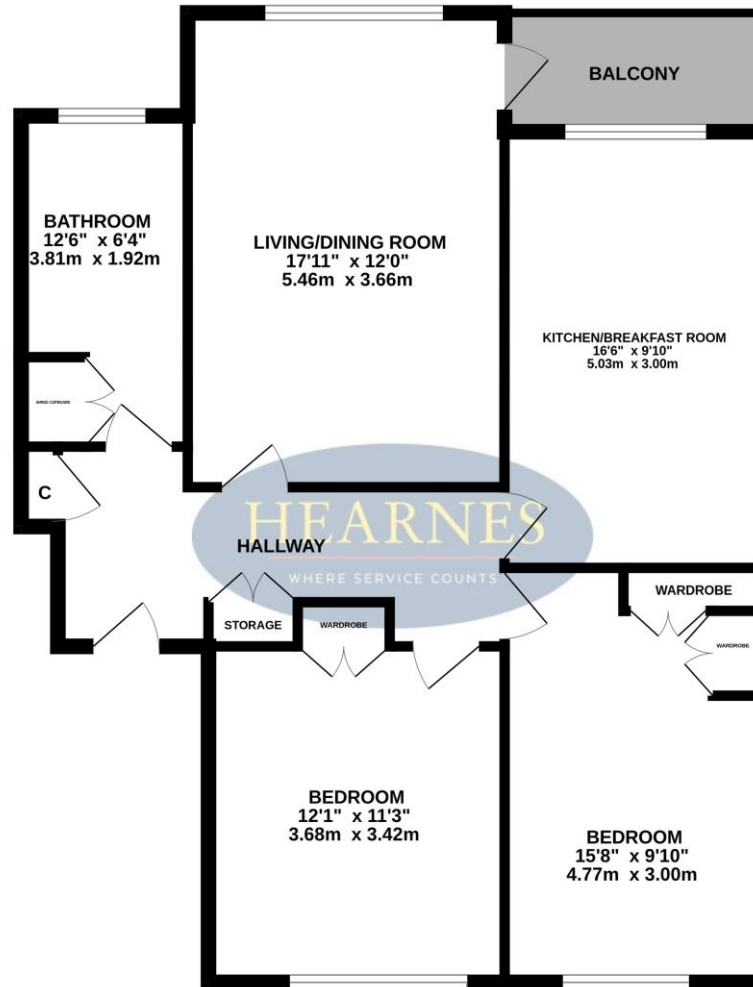 BALCONY
BATHROOM
12'6" x 6'4"
3.81m x 1.92m
LIVING/DINING ROOM
17'11" x 12'0"
5.46m x 3.66m
KITCHEN/BREAKFAST ROOM
16'6" x 9'10"
5.03m x 3.00m
C
HEARNES
HALLWAY
WHERE SERVICE COUNTS
STORAGE
WARDROBE
WARDROBE
WARDROBE
BEDROOM
12'1" x 11'3"
3.68m x 3.42m
BEDROOM
15'8" x 9'10"
4.77m x 3.00m